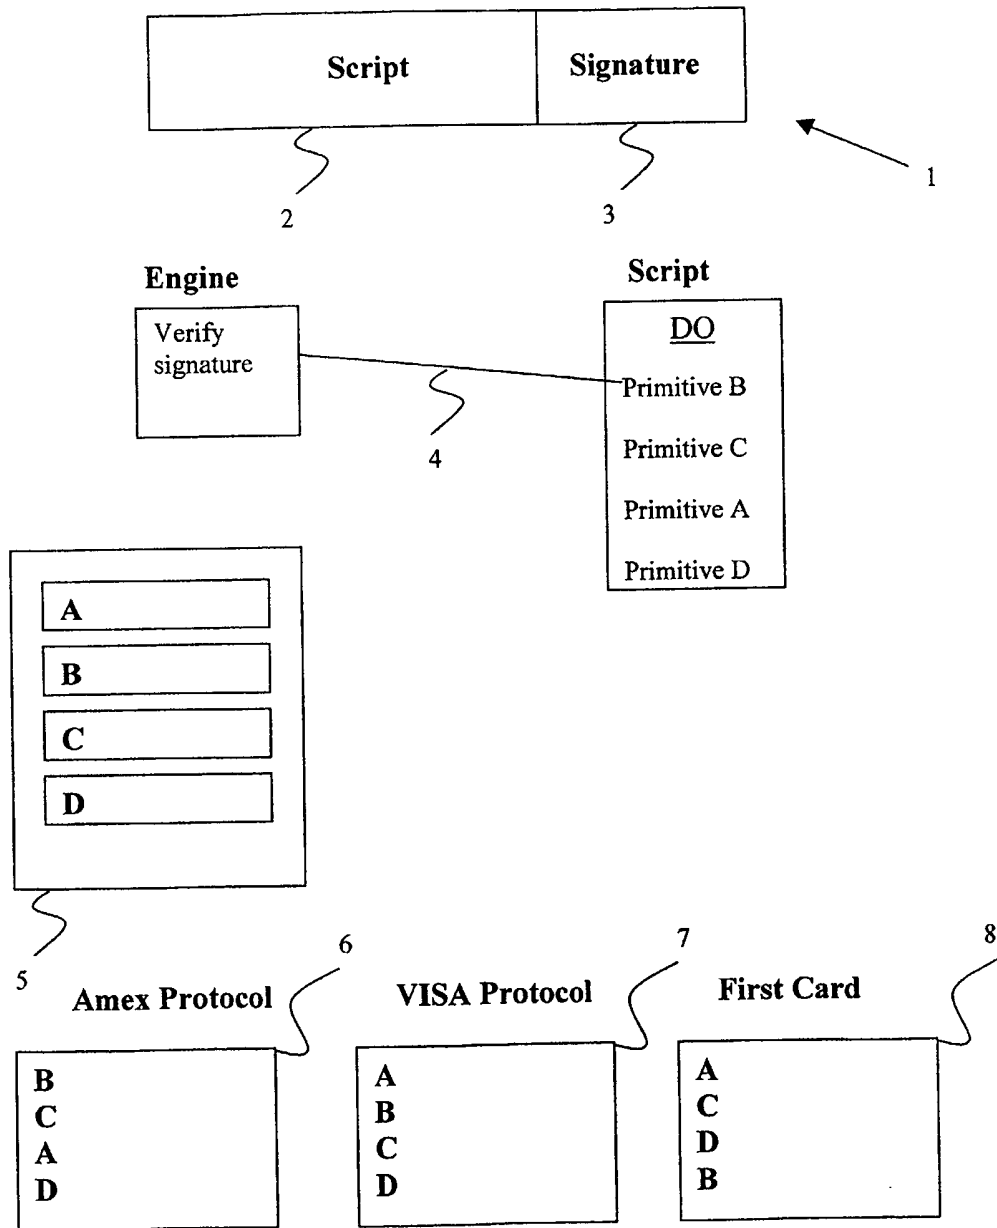 Script Signature
1
2 3
Engine
Verify
signature
4
Script
DO
Primitive B
Primitive C
Primitive A
Primitive D
A
B
C
D
5
6
Amex Protocol
B
C
A
D
7
VISA Protocol
A
B
C
D
8
First Card
A
C
D
B